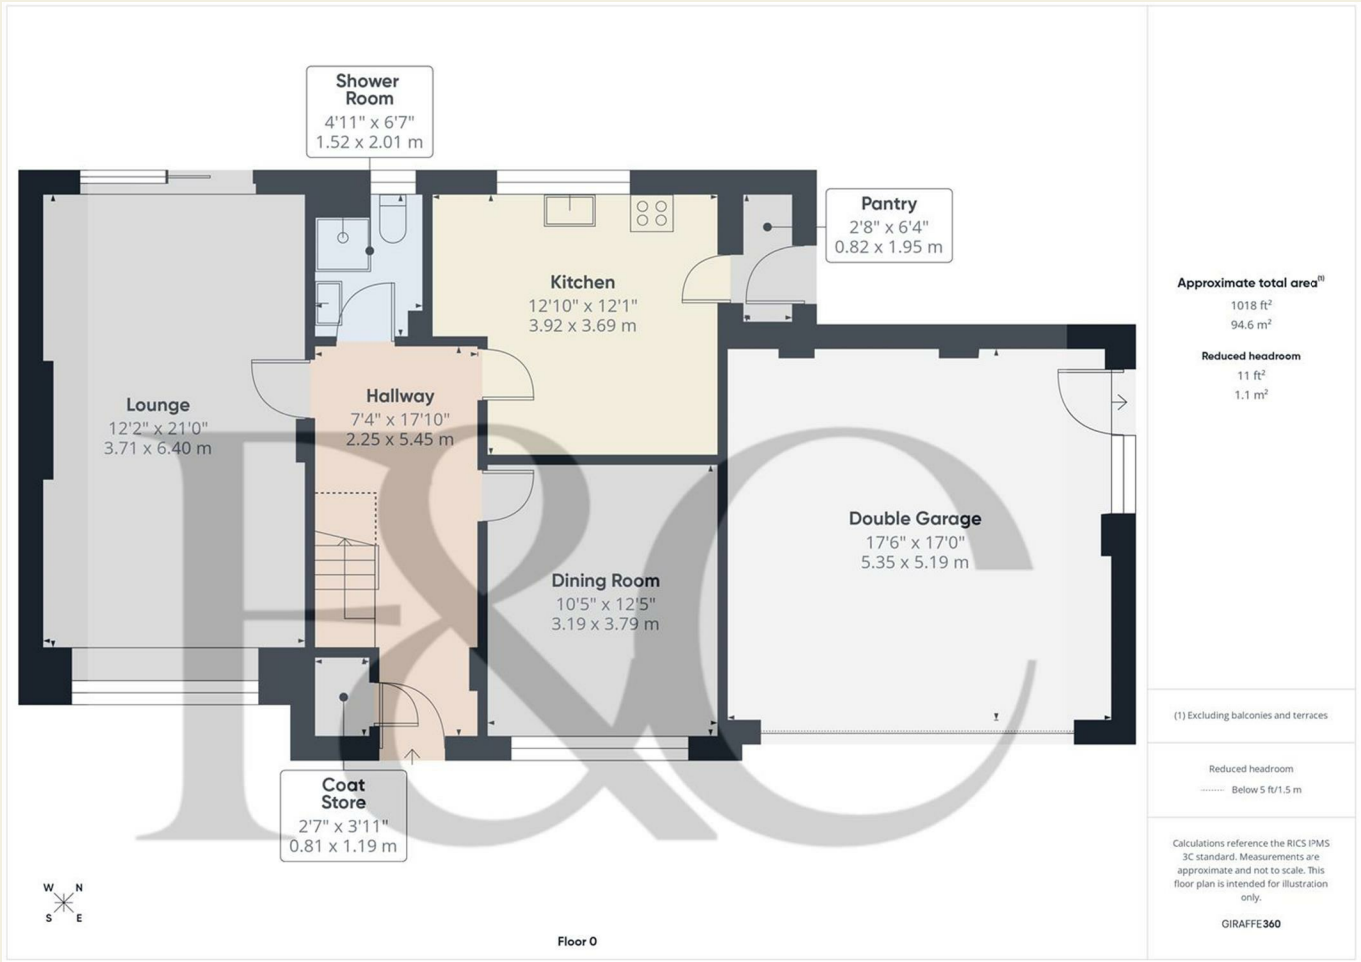 Shower
Room
4'11" x 6'7"
1.52 x 2.01 m
Pantry
2'8" x 6'4"
0.82 x 1.95 m
Kitchen
12'10" x 12'1"
3.92 x 3.69 m
Lounge
12'2" x 21'0"
3.71 x 6.40 m
Hallway
7'4" x 17'10"
2.25 x 5.45 m
Double Garage
17'6" x 17'0"
5.35 x 5.19 m
Dining Room
10'5" x 12'5"
3.19 x 3.79 m
Coat
Store
2'7" x 3'11"
0.81 x 1.19 m
F&C
W N
S E
Floor 0
Approximate total area(1)
1018 ft²
94.6 m²
Reduced headroom
11 ft²
1.1 m²
(1) Excluding balconies and terraces
Reduced headroom
Below 5 ft/1.5 m
Calculations reference the RICS IPMS
3C standard. Measurements are
approximate and not to scale. This
floor plan is intended for illustration
only.
GIRAFFE360